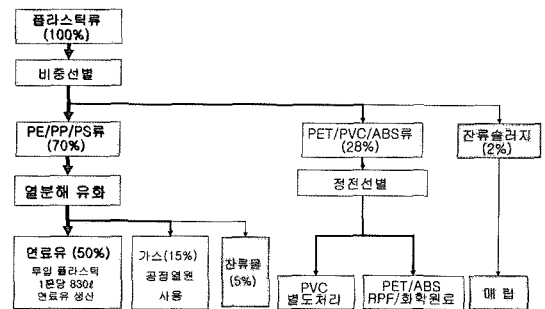 플라스틱류
(100%)
비중선별
PE/PP/PS류
(70%)
PET/PVC/ABS류
(28%)
잔류슬러지
(2%)
열분해 유화
정전선별
연료유 (50%)
투입 플라스틱
1톤당 830ℓ
연료유 생산
가스(15%)
공정열원
사용
잔류물
(5%)
PVC
별도처리
PET/ABS
RPF/화학원료
매 립